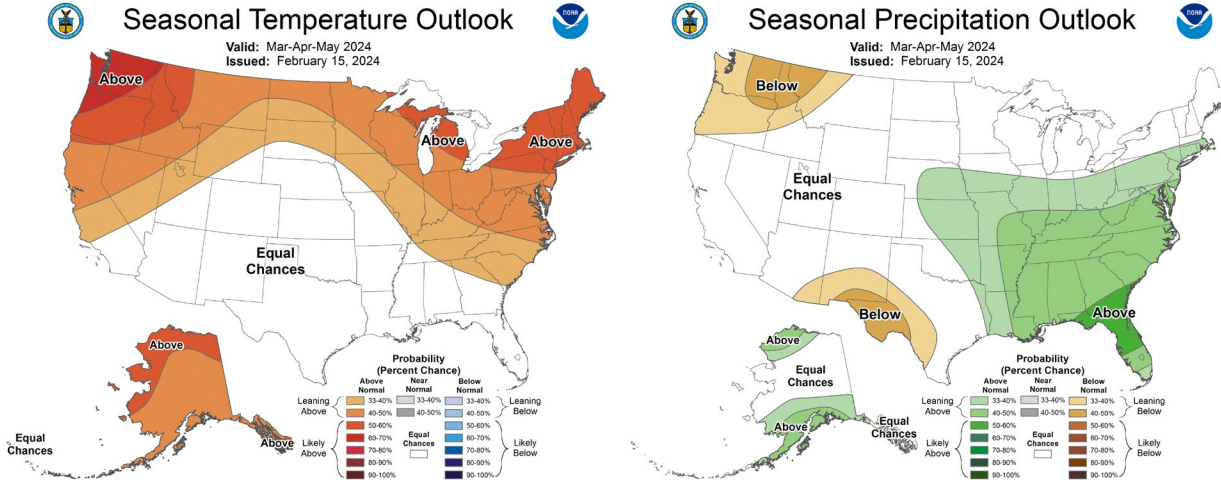 Seasonal Temperature Outlook
NOAA
Valid: Mar-Apr-May 2024
Issued: February 15, 2024
Above
Above
Above
Equal
Chances
Above
Above
Equal
Chances
Probability
(Percent Chance)
Above
Normal
Near
Normal
Below
Normal
Leaning
Above
33-40%
33-40%
33-40%
Leaning
Below
40-50%
40-50%
40-50%
Likely
Above
50-60%
50-60%
Likely
Below
60-70%
Equal
Chances
60-70%
70-80%
70-80%
80-90%
80-90%
90-100%
90-100%
Seasonal Precipitation Outlook
NOAA
Valid: Mar-Apr-May 2024
Issued: February 15, 2024
Below
Equal
Chances
Below
Above
Above
Equal
Chances
Above
Equal
Chances
Probability
(Percent Chance)
Above
Normal
Near
Normal
Below
Normal
Leaning
Above
33-40%
33-40%
33-40%
Leaning
Below
40-50%
40-50%
40-50%
Likely
Above
50-60%
50-60%
Likely
Below
60-70%
Equal
Chances
60-70%
70-80%
70-80%
80-90%
80-90%
90-100%
90-100%